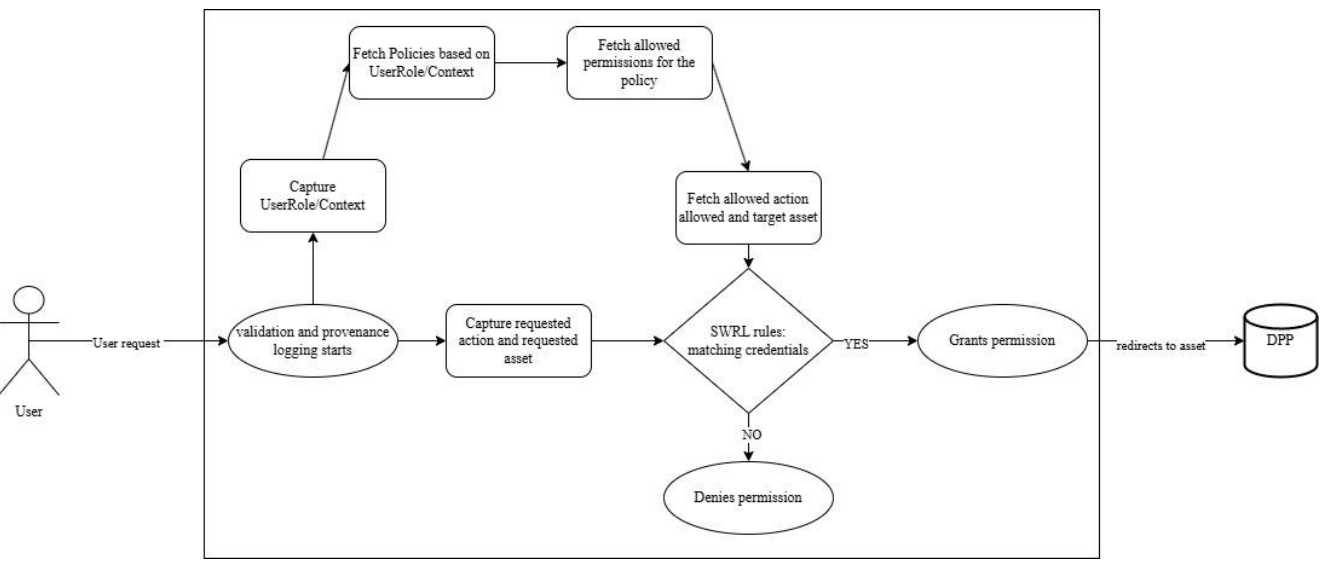 Fetch Policies based on
UserRole/Context
Fetch allowed
permissions for the
policy
Capture
UserRole/Context
Fetch allowed action
allowed and target asset
User request
validation and provenance
logging starts
Capture requested
action and requested
asset
SWRL rules:
matching credentials
YES
Grants permission
redirects to asset
DPP
User
NO
Denies permission